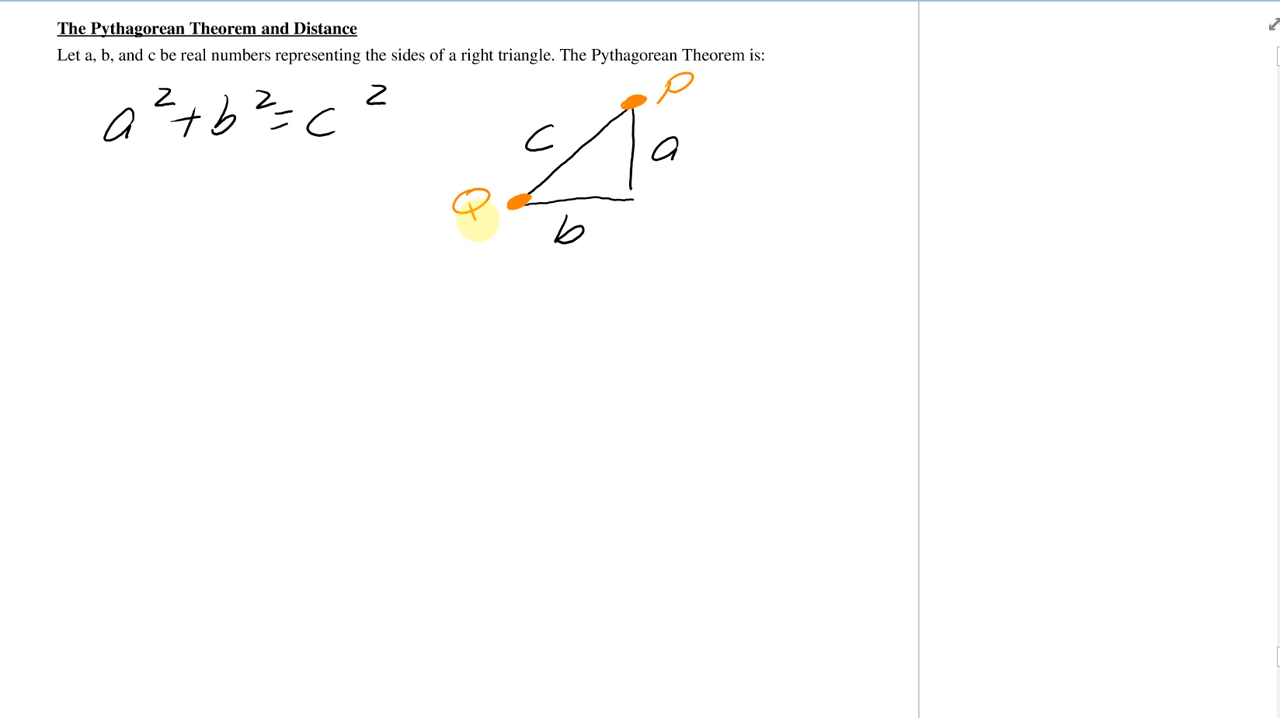 The Pythagorean Theorem and Distance
Let a, b, and c be real numbers representing the sides of a right triangle. The Pythagorean Theorem is:
a² + b² = c²
P
c
a
Q
b